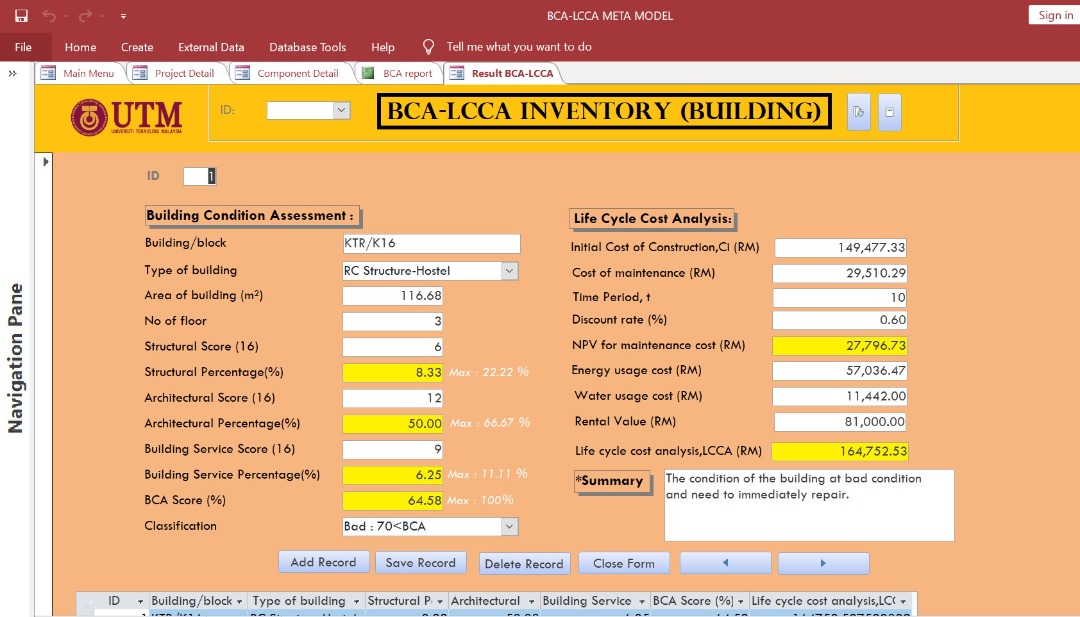 BCA-LCCA META MODEL
Sign in
File Home Create External Data Database Tools Help Tell me what you want to do
» Main Menu Project Detail Component Detail BCA report Result BCA-LCCA
UTM
UNIVERSITI TEKNOLOGI MALAYSIA
ID:
BCA-LCCA INVENTORY (BUILDING)
Navigation Pane
ID 1
Building Condition Assessment :
Building/block KTR/K16
Type of building RC Structure-Hostel
Area of building (m²) 116.68
No of floor 3
Structural Score (16) 6
Structural Percentage(%) 8.33 Max : 22.22 %
Architectural Score (16) 12
Architectural Percentage(%) 50.00 Max : 66.67 %
Building Service Score (16) 9
Building Service Percentage(%) 6.25 Max : 11.11 %
BCA Score (%) 64.58 Max : 100%
Classification Bad : 70<BCA
Life Cycle Cost Analysis:
Initial Cost of Construction,Ci (RM) 149,477.33
Cost of maintenance (RM) 29,510.29
Time Period, t 10
Discount rate (%) 0.60
NPV for maintenance cost (RM) 27,796.73
Energy usage cost (RM) 57,036.47
Water usage cost (RM) 11,442.00
Rental Value (RM) 81,000.00
Life cycle cost analysis,LCCA (RM) 164,752.53
*Summary
The condition of the building at bad condition
and need to immediately repair.
Add Record Save Record Delete Record Close Form
ID Building/block Type of building Structural P Architectural Building Service BCA Score (%) Life cycle cost analysis,LC